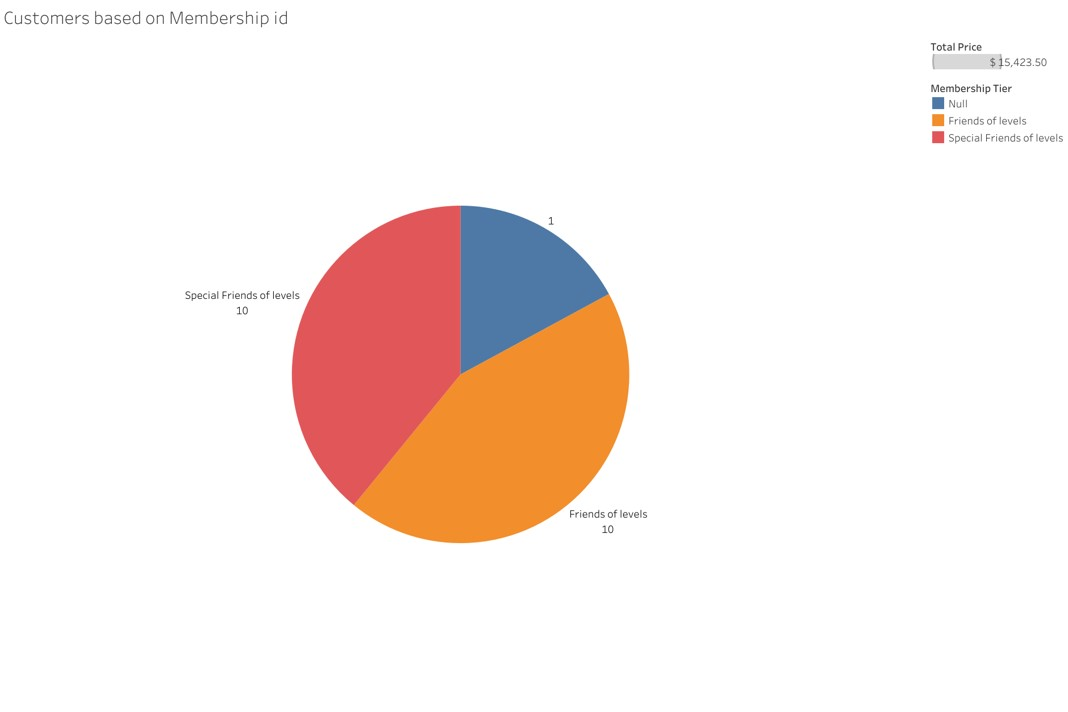 Customers based on Membership id
Total Price
$ 15,423.50
Membership Tier
Null
Friends of levels
Special Friends of levels
1
Special Friends of levels
10
Friends of levels
10